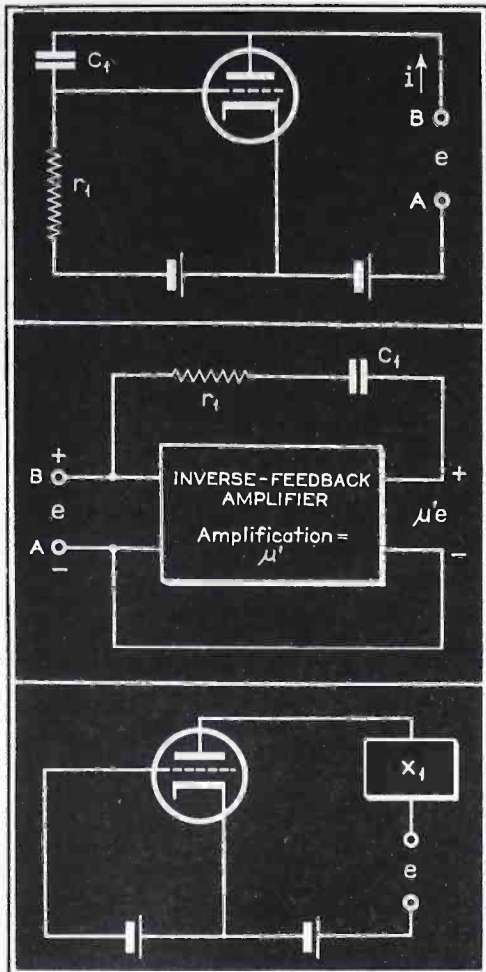 C₁
i
r₁
B
e
A
C₁
r₁
+
B
e
A
-
INVERSE-FEEDBACK
AMPLIFIER
Amplification =
μ'
+
μ'e
-
X₁
e